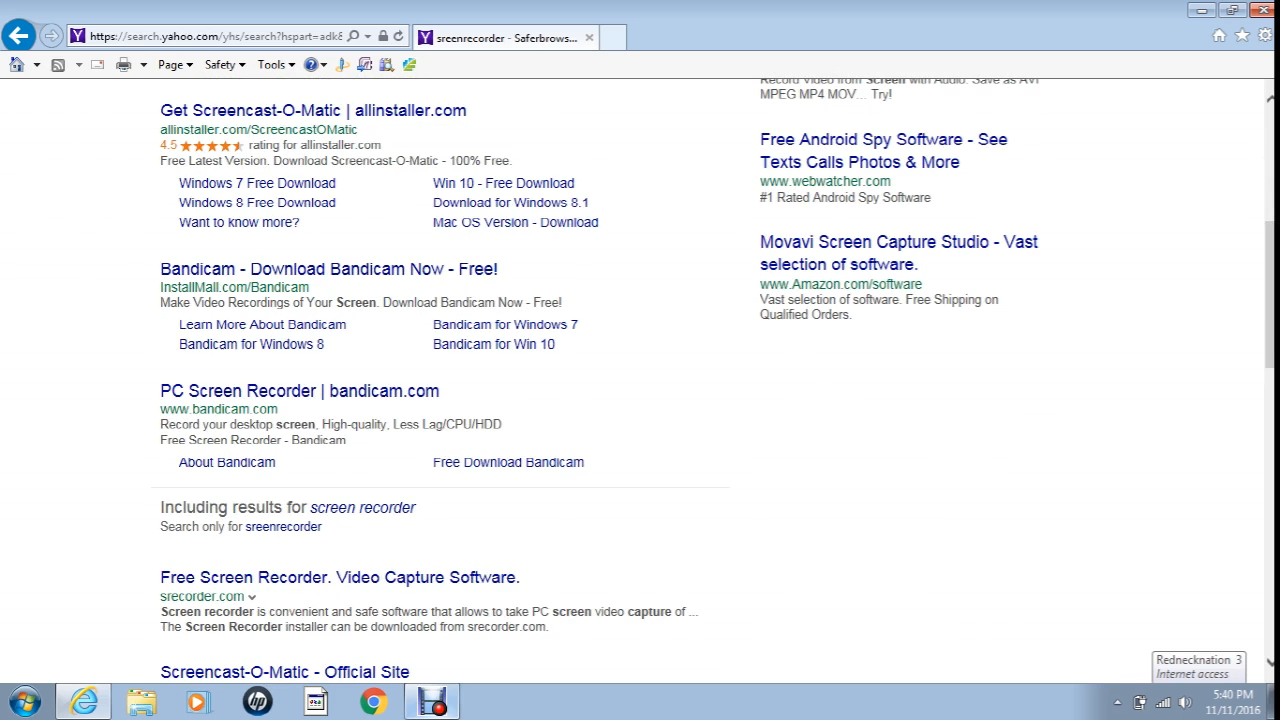 https://search.yahoo.com/yhs/search?hspart=adk&
sreenrecorder - Saferbrows...
Page
Safety
Tools
Get Screencast-O-Matic | allinstaller.com
allinstaller.com/ScreencastOMatic
4.5 rating for allinstaller.com
Free Latest Version. Download Screencast-O-Matic - 100% Free.
Windows 7 Free Download
Win 10 - Free Download
Windows 8 Free Download
Download for Windows 8.1
Want to know more?
Mac OS Version - Download
Bandicam - Download Bandicam Now - Free!
InstallMall.com/Bandicam
Make Video Recordings of Your Screen. Download Bandicam Now - Free!
Learn More About Bandicam
Bandicam for Windows 7
Bandicam for Windows 8
Bandicam for Win 10
PC Screen Recorder | bandicam.com
www.bandicam.com
Record your desktop screen, High-quality, Less Lag/CPU/HDD
Free Screen Recorder - Bandicam
About Bandicam
Free Download Bandicam
Including results for screen recorder
Search only for sreenrecorder
Free Screen Recorder. Video Capture Software.
srecorder.com
Screen recorder is convenient and safe software that allows to take PC screen video capture of ...
The Screen Recorder installer can be downloaded from srecorder.com.
Screencast-O-Matic - Official Site
Record Video from Screen with Audio. Save as AVI
MPEG MP4 MOV... Try!
Free Android Spy Software - See
Texts Calls Photos & More
www.webwatcher.com
#1 Rated Android Spy Software
Movavi Screen Capture Studio - Vast
selection of software.
www.Amazon.com/software
Vast selection of software. Free Shipping on
Qualified Orders.
Rednecknation 3
Internet access
hp
5:40 PM
11/11/2016